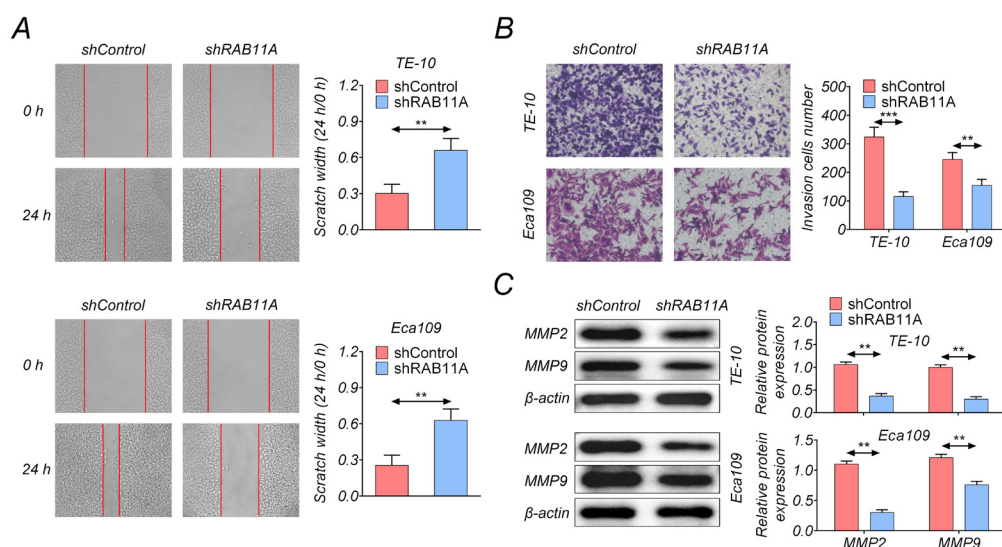 A
shControl shRAB11A
0 h
24 h
TE-10
shControl
shRAB11A
Scratch width (24 h/0 h)
1.2
0.9
0.6
0.3
0.0
**
shControl shRAB11A
0 h
24 h
Eca109
shControl
shRAB11A
Scratch width (24 h/0 h)
1.2
0.9
0.6
0.3
0.0
**
B
shControl shRAB11A
TE-10
Eca109
shControl
shRAB11A
Invasion cells number
500
400
300
200
100
0
*** **
TE-10 Eca109
C
shControl shRAB11A
MMP2
MMP9
β-actin
TE-10
MMP2
MMP9
β-actin
Eca109
shControl
shRAB11A
TE-10
Relative protein
expression
2.0
1.5
1.0
0.5
0.0
** **
Eca109
Relative protein
expression
1.5
1.0
0.5
0.0
** **
MMP2 MMP9